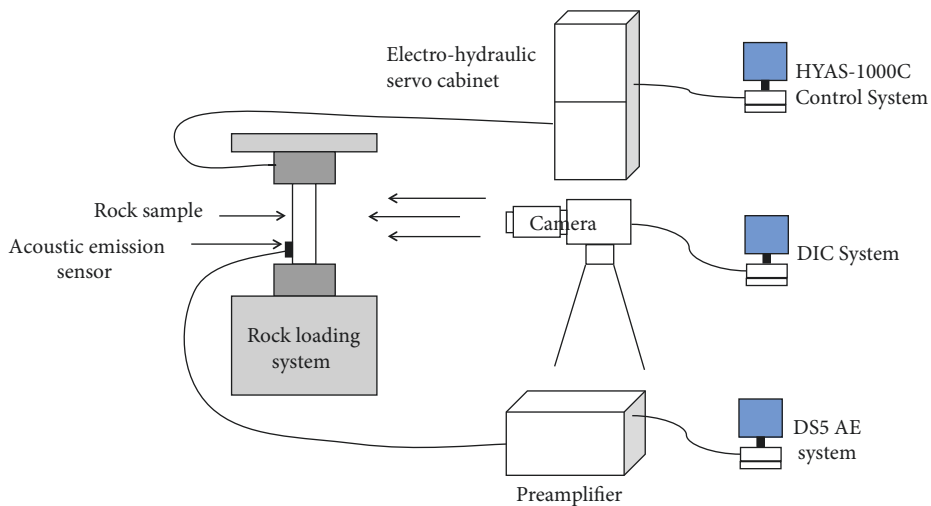 Electro-hydraulic
servo cabinet
HYAS-1000C
Control System
Rock sample
Camera
Acoustic emission
sensor
DIC System
Rock loading
system
DS5 AE
system
Preamplifier